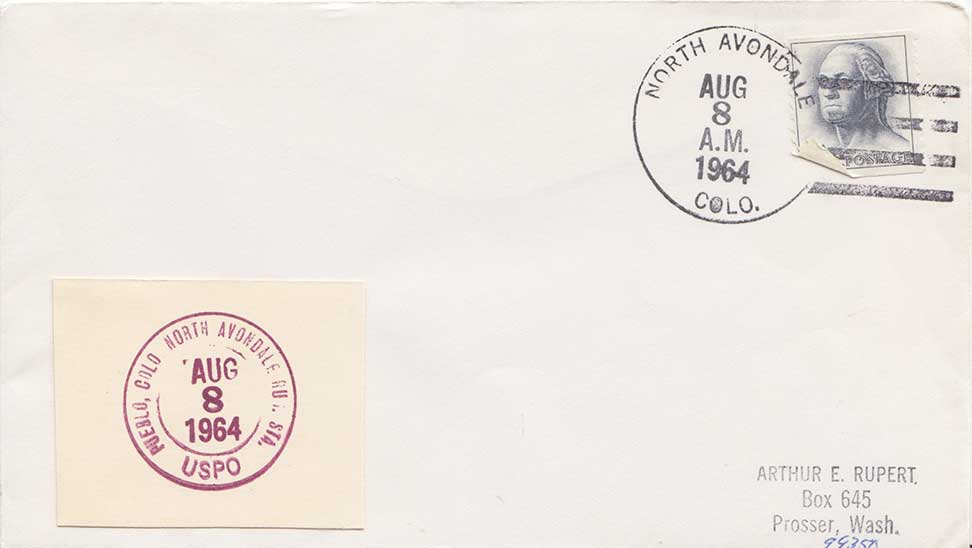 NORTH AVONDALE
AUG
8
A.M.
1964
COLO.
POSTAGE
PUEBLO, COLO NORTH AVONDALE RUR. STA.
AUG
8
1964
USPO
ARTHUR E. RUPERT
Box 645
Prosser, Wash.
99350